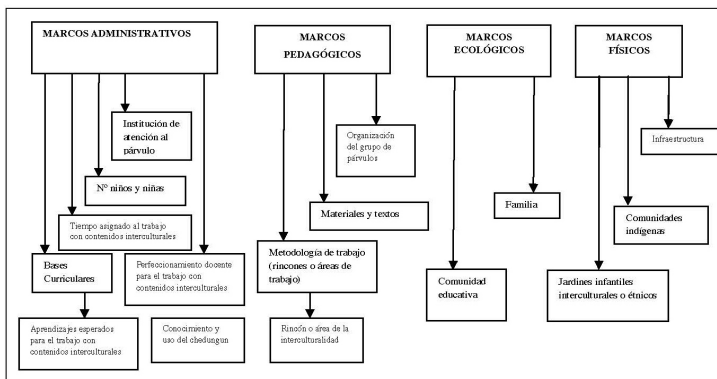 MARCOS ADMINISTRATIVOS
Institución de
atención al
párvulo
Nº niños y niñas
Tiempo asignado al trabajo
con contenidos interculturales
Bases
Curriculares
Perfeccionamiento docente
para el trabajo con
contenidos interculturales
Aprendizajes esperados
para el trabajo con
contenidos interculturales
Conocimiento y
uso del chedungun
MARCOS
PEDAGÓGICOS
Organización
del grupo de
párvulos
Materiales y textos
Metodología de trabajo
(rincones o áreas de
trabajo)
Rincón o área de la
interculturalidad
MARCOS
ECOLÓGICOS
Familia
Comunidad
educativa
MARCOS
FÍSICOS
Infraestructura
Comunidades
indígenas
Jardines infantiles
interculturales o étnicos